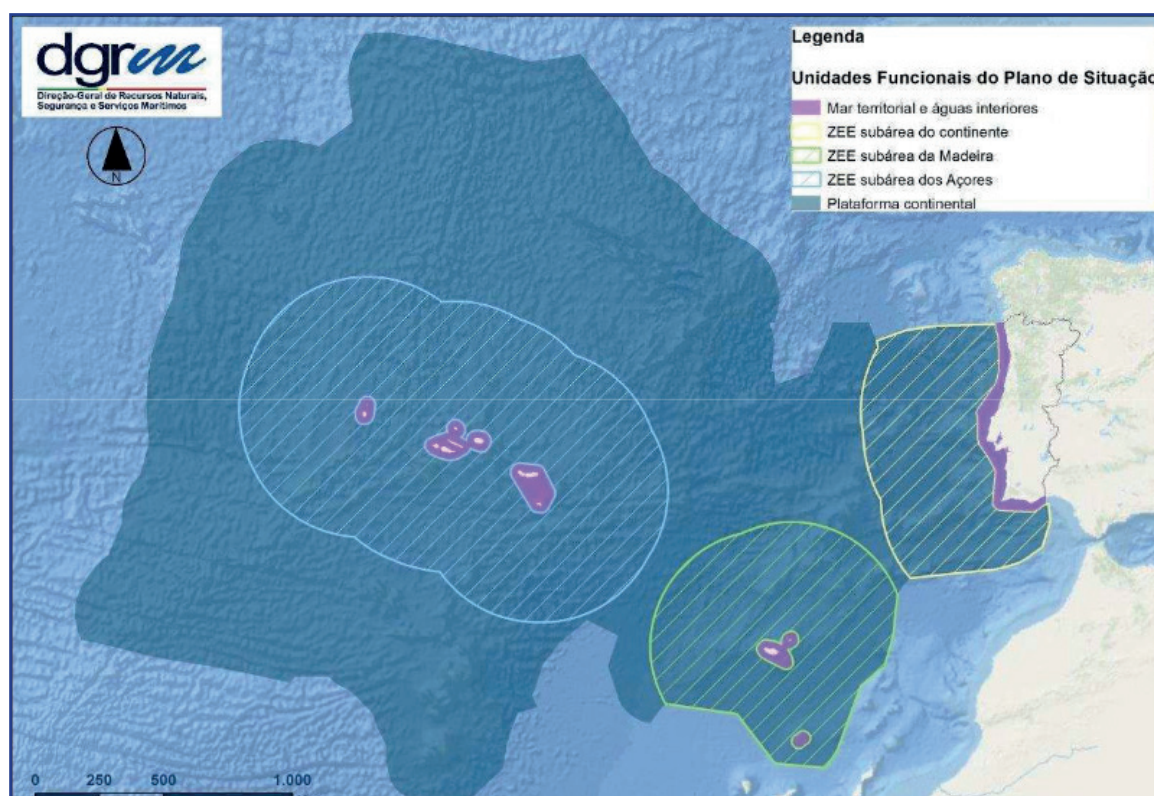 dgrm
Direção-Geral de Recursos Naturais,
Segurança e Serviços Marítimos
N
Legenda
Unidades Funcionais do Plano de Situação
Mar territorial e águas interiores
ZEE subárea do continente
ZEE subárea da Madeira
ZEE subárea dos Açores
Plataforma continental
0 250 500 1.000